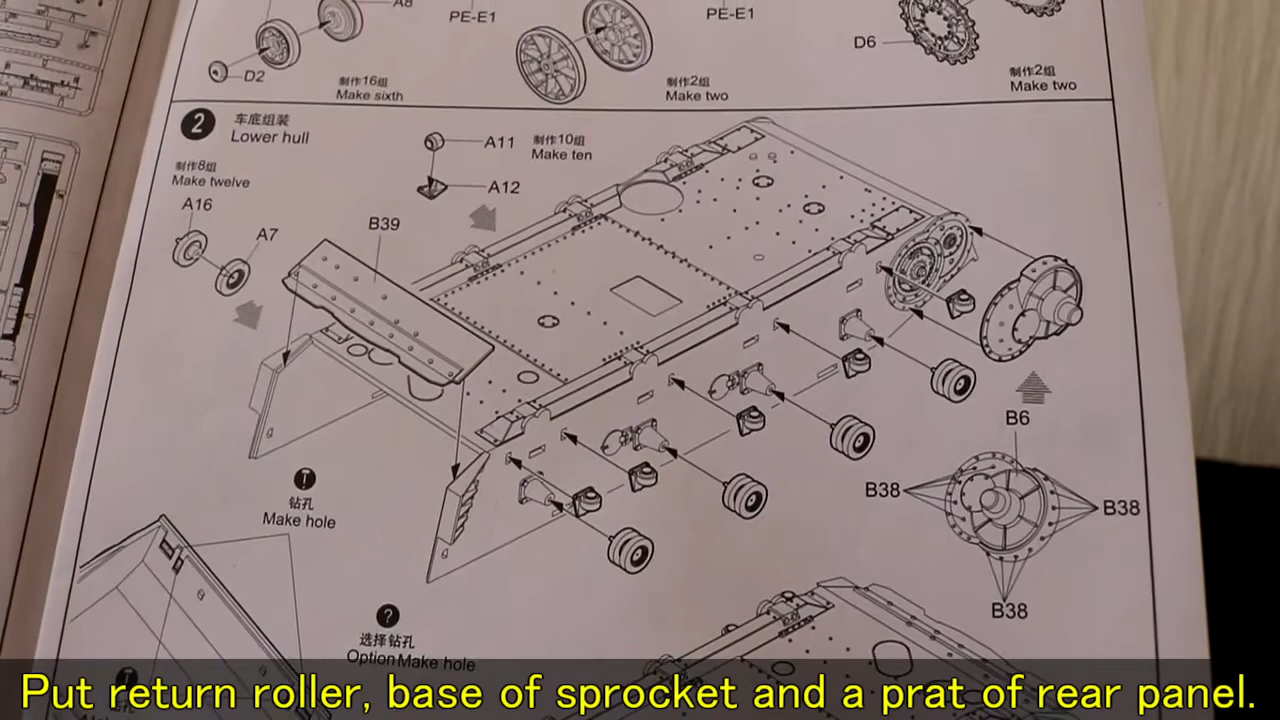 A8
PE-E1
PE-E1
D6
D2
制作16组
Make sixth
制作2组
Make two
制作2组
Make two
2
车底组装
Lower hull
A11
制作10组
Make ten
制作8组
Make twelve
A12
A16
B39
A7
B6
B38
B38
!
钻孔
Make hole
B38
?
选择钻孔
Option Make hole
Put return roller, base of sprocket and a prat of rear panel.